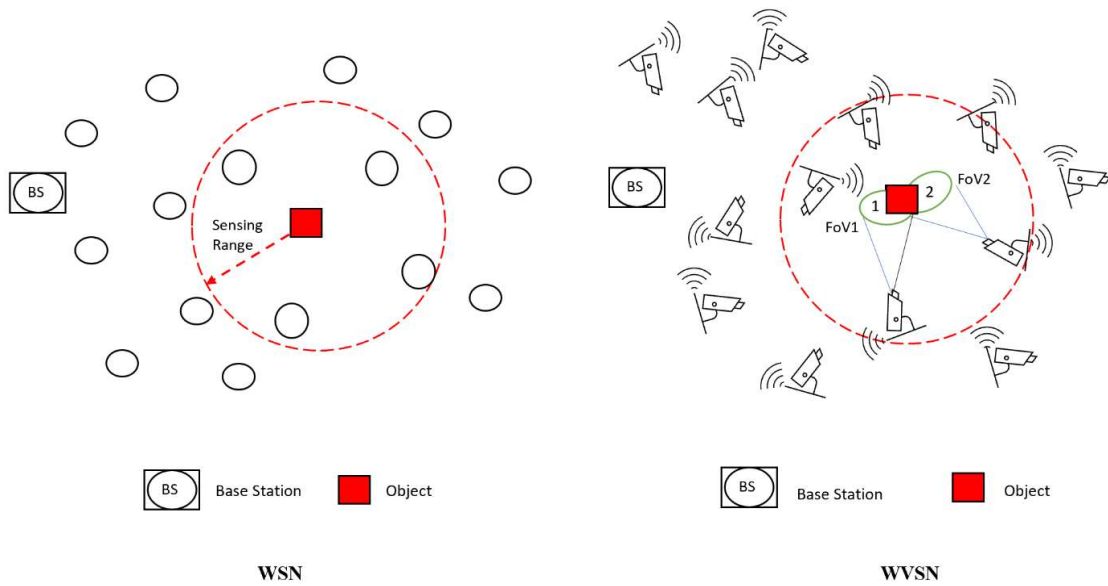 BS
Sensing
Range
BS
Base Station
Object
WSN
BS
1
2
FoV2
FoV1
BS
Base Station
Object
WVSN